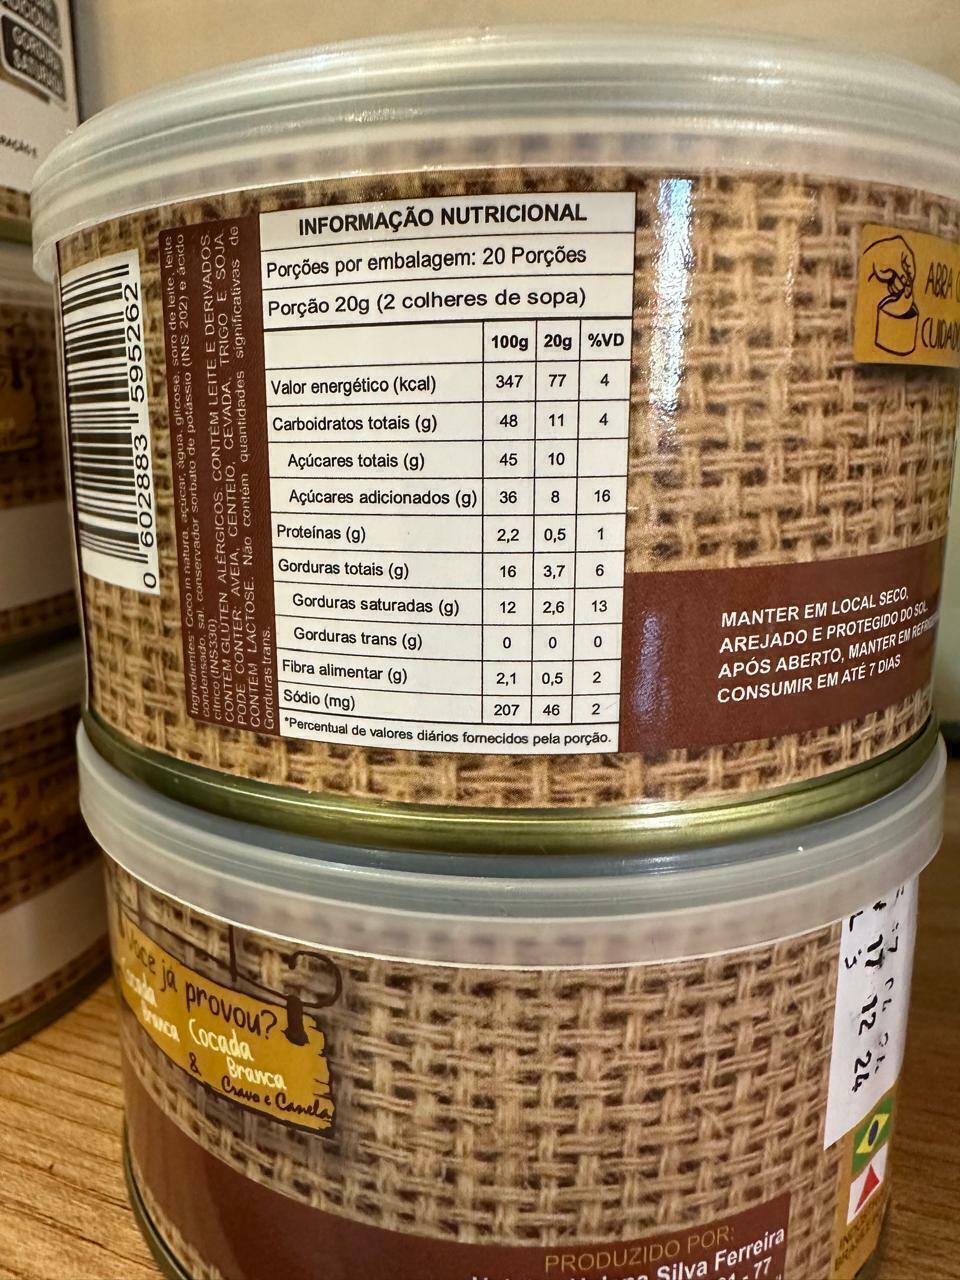 GORDURA
SATURADA
INFORMAÇÃO NUTRICIONAL
Porções por embalagem: 20 Porções
Porção 20g (2 colheres de sopa)
100g 20g %VD
Valor energético (kcal) 347 77 4
Carboidratos totais (g) 48 11 4
Açúcares totais (g) 45 10
Açúcares adicionados (g) 36 8 16
Proteínas (g) 2,2 0,5 1
Gorduras totais (g) 16 3,7 6
Gorduras saturadas (g) 12 2,6 13
Gorduras trans (g) 0 0 0
Fibra alimentar (g) 2,1 0,5 2
Sódio (mg) 207 46 2
*Percentual de valores diários fornecidos pela porção.
0 602883 595262
Ingredientes: Coco in natura, açúcar, água, glicose, soro de leite, leite
condensado, sal, conservador sorbato de potássio (INS 202) e ácido
cítrico (INS330)
CONTÉM GLÚTEN ALÉRGICOS: CONTÉM LEITE E DERIVADOS.
PODE CONTER: AVEIA, CENTEIO, CEVADA, TRIGO E SOJA.
CONTÉM LACTOSE. Não contém quantidades significativas de
Gorduras trans.
ABRA
MANTER EM LOCAL SECO,
AREJADO E PROTEGIDO DO SOL
APÓS ABERTO, MANTER EM
CONSUMIR EM ATÉ 7 DIAS
já provou?
Cocada
Branca
Cocada
Branca
& Cravo e Canela
17 12 24
PRODUZIDO POR:
Silva Ferreira